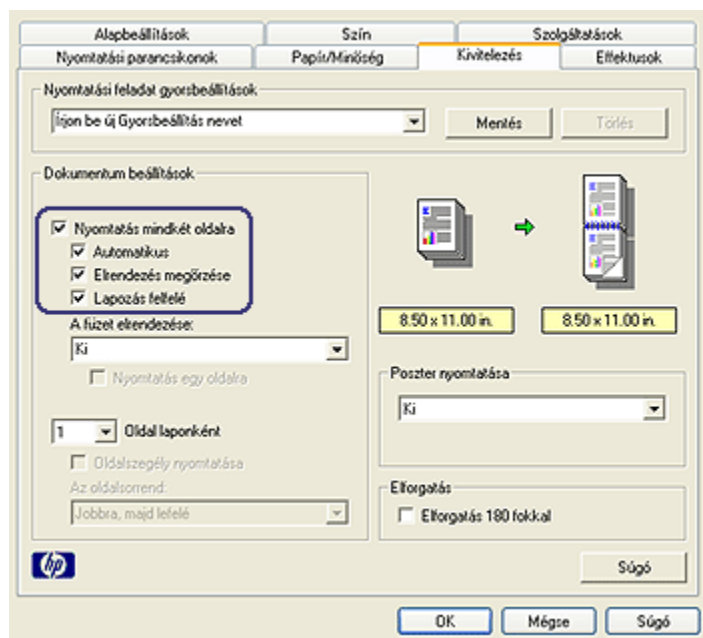 Alapbeállítások Szín Szolgáltatások
Nyomtatási parancsikonok Papír/Minőség Kivitelezés Effektusok
Nyomtatási feladat gyorsbeállítások
Írjon be új Gyorsbeállítás nevet Mentés Törlés
Dokumentum beállítások
Nyomtatás mindkét oldalra
Automatikus
Elrendezés megőrzése
Lapozás felfelé
A füzet elrendezése:
Ki
Nyomtatás egy oldalra
1 Oldal laponként
Oldalszegély nyomtatása
Az oldalsorrend:
Jobbra, majd lefelé
8.50 x 11.00 in. 8.50 x 11.00 in.
Poszter nyomtatása
Ki
Elforgatás
Elforgatás 180 fokkal
hp Súgó
OK Mégse Súgó